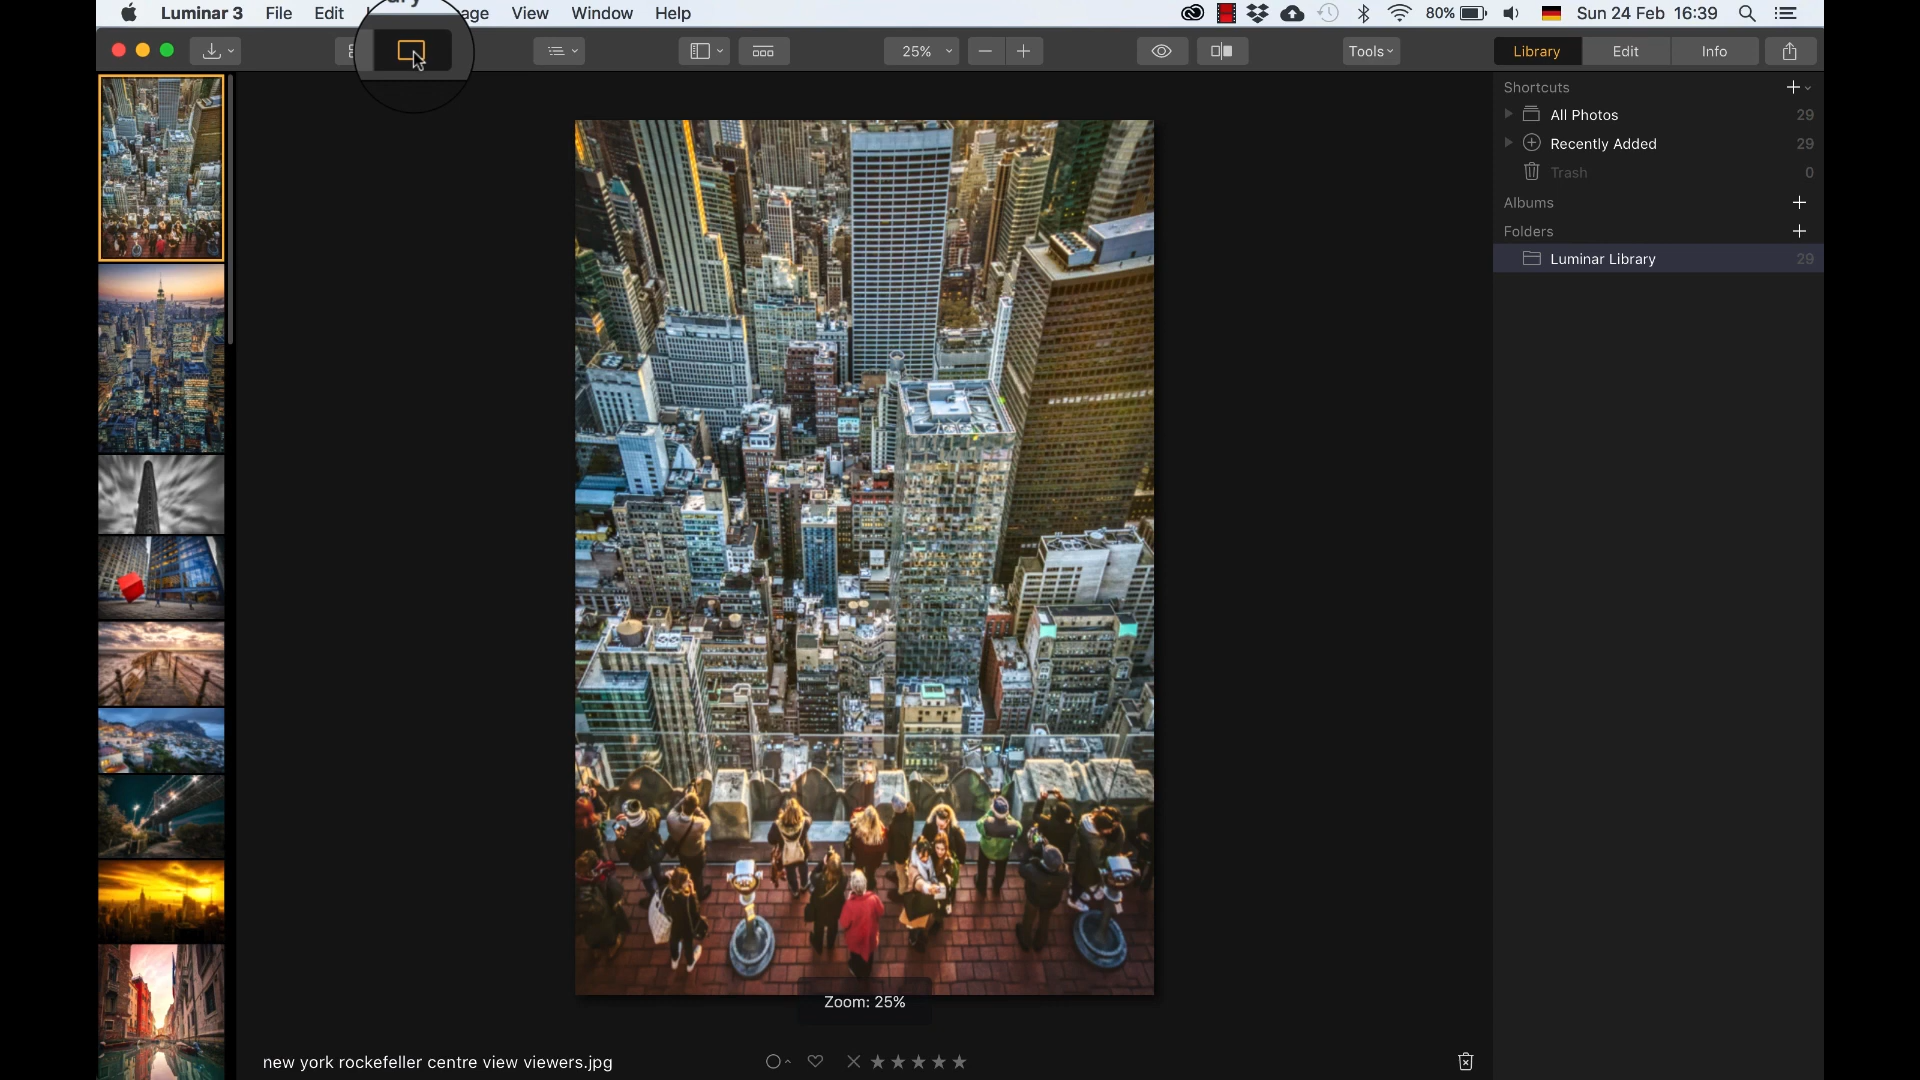 Luminar 3 File Edit age View Window Help 80% Sun 24 Feb 16:39
25% Tools Library Edit Info
Shortcuts
All Photos 29
Recently Added 29
Trash 0
Albums
Folders
Luminar Library 29
Zoom: 25%
new york rockefeller centre view viewers.jpg